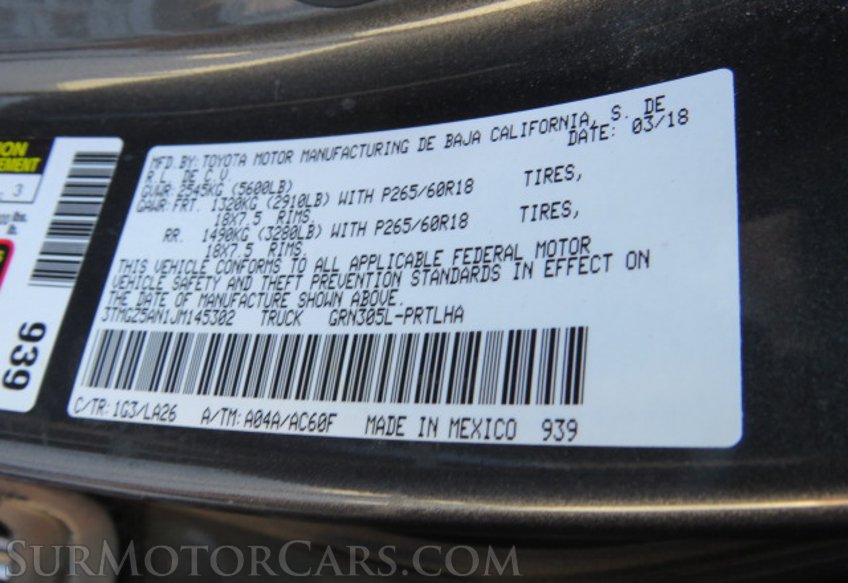 ION
EMENT
3
lbs.
939
MFD.BY: TOYOTA MOTOR MANUFACTURING DE BAJA CALIFORNIA, S. DE
R.L. DE C.V. DATE: 03/18
GVWR: 2545KG (5600LB)
GAWR: FRT. 1320KG (2910LB) WITH P265/60R18 TIRES,
18X7.5 RIMS,
RR. 1490KG (3280LB) WITH P265/60R18 TIRES,
18X7.5 RIMS.
THIS VEHICLE CONFORMS TO ALL APPLICABLE FEDERAL MOTOR
VEHICLE SAFETY AND THEFT PREVENTION STANDARDS IN EFFECT ON
THE DATE OF MANUFACTURE SHOWN ABOVE.
3TMGZ5AN1JM145302 TRUCK GRN305L-PRTLHA
C/TR: 1G3/LA26 A/TM: A04A/AC60F MADE IN MEXICO 939
SURMOTORCARS.COM